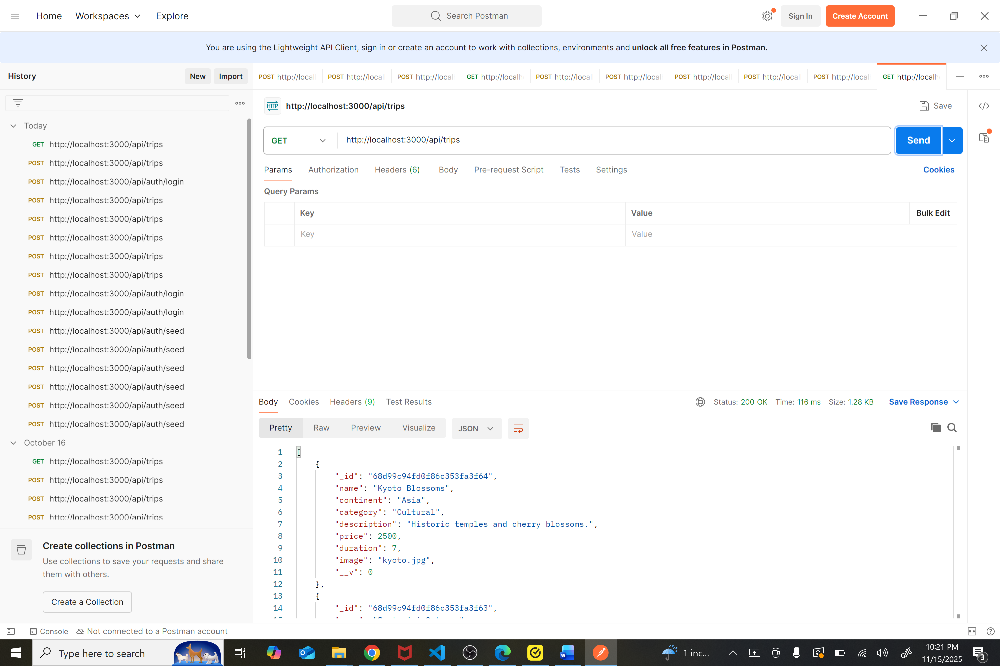 Home Workspaces Explore
Search Postman
Sign In Create Account
You are using the Lightweight API Client, sign in or create an account to work with collections, environments and unlock all free features in Postman.
History New Import
POST http://local POST http://local POST http://local GET http://localh POST http://local POST http://local POST http://local POST http://local POST http://local GET http://localh
Today
GET http://localhost:3000/api/trips
POST http://localhost:3000/api/trips
POST http://localhost:3000/api/auth/login
POST http://localhost:3000/api/trips
POST http://localhost:3000/api/trips
POST http://localhost:3000/api/trips
POST http://localhost:3000/api/trips
POST http://localhost:3000/api/trips
POST http://localhost:3000/api/auth/login
POST http://localhost:3000/api/auth/login
POST http://localhost:3000/api/auth/seed
POST http://localhost:3000/api/auth/seed
POST http://localhost:3000/api/auth/seed
POST http://localhost:3000/api/auth/seed
POST http://localhost:3000/api/auth/seed
POST http://localhost:3000/api/auth/seed
October 16
GET http://localhost:3000/api/trips
POST http://localhost:3000/api/trips
POST http://localhost:3000/api/trips
POST http://localhost:3000/api/trips
Create collections in Postman
Use collections to save your requests and share
them with others.
Create a Collection
HTTP http://localhost:3000/api/trips Save
GET http://localhost:3000/api/trips Send
Params Authorization Headers (6) Body Pre-request Script Tests Settings Cookies
Query Params
Key Value Bulk Edit
Key Value
Body Cookies Headers (9) Test Results Status: 200 OK Time: 116 ms Size: 1.28 KB Save Response
Pretty Raw Preview Visualize JSON
1 [
2 {
3 "_id": "68d99c94fd0f86c353fa3f64",
4 "name": "Kyoto Blossoms",
5 "continent": "Asia",
6 "category": "Cultural",
7 "description": "Historic temples and cherry blossoms.",
8 "price": 2500,
9 "duration": 7,
10 "image": "kyoto.jpg",
11 "__v": 0
12 },
13 {
14 "_id": "68d99c94fd0f86c353fa3f63",
Console Not connected to a Postman account
Type here to search
1 inc...
10:21 PM
11/15/2025
3